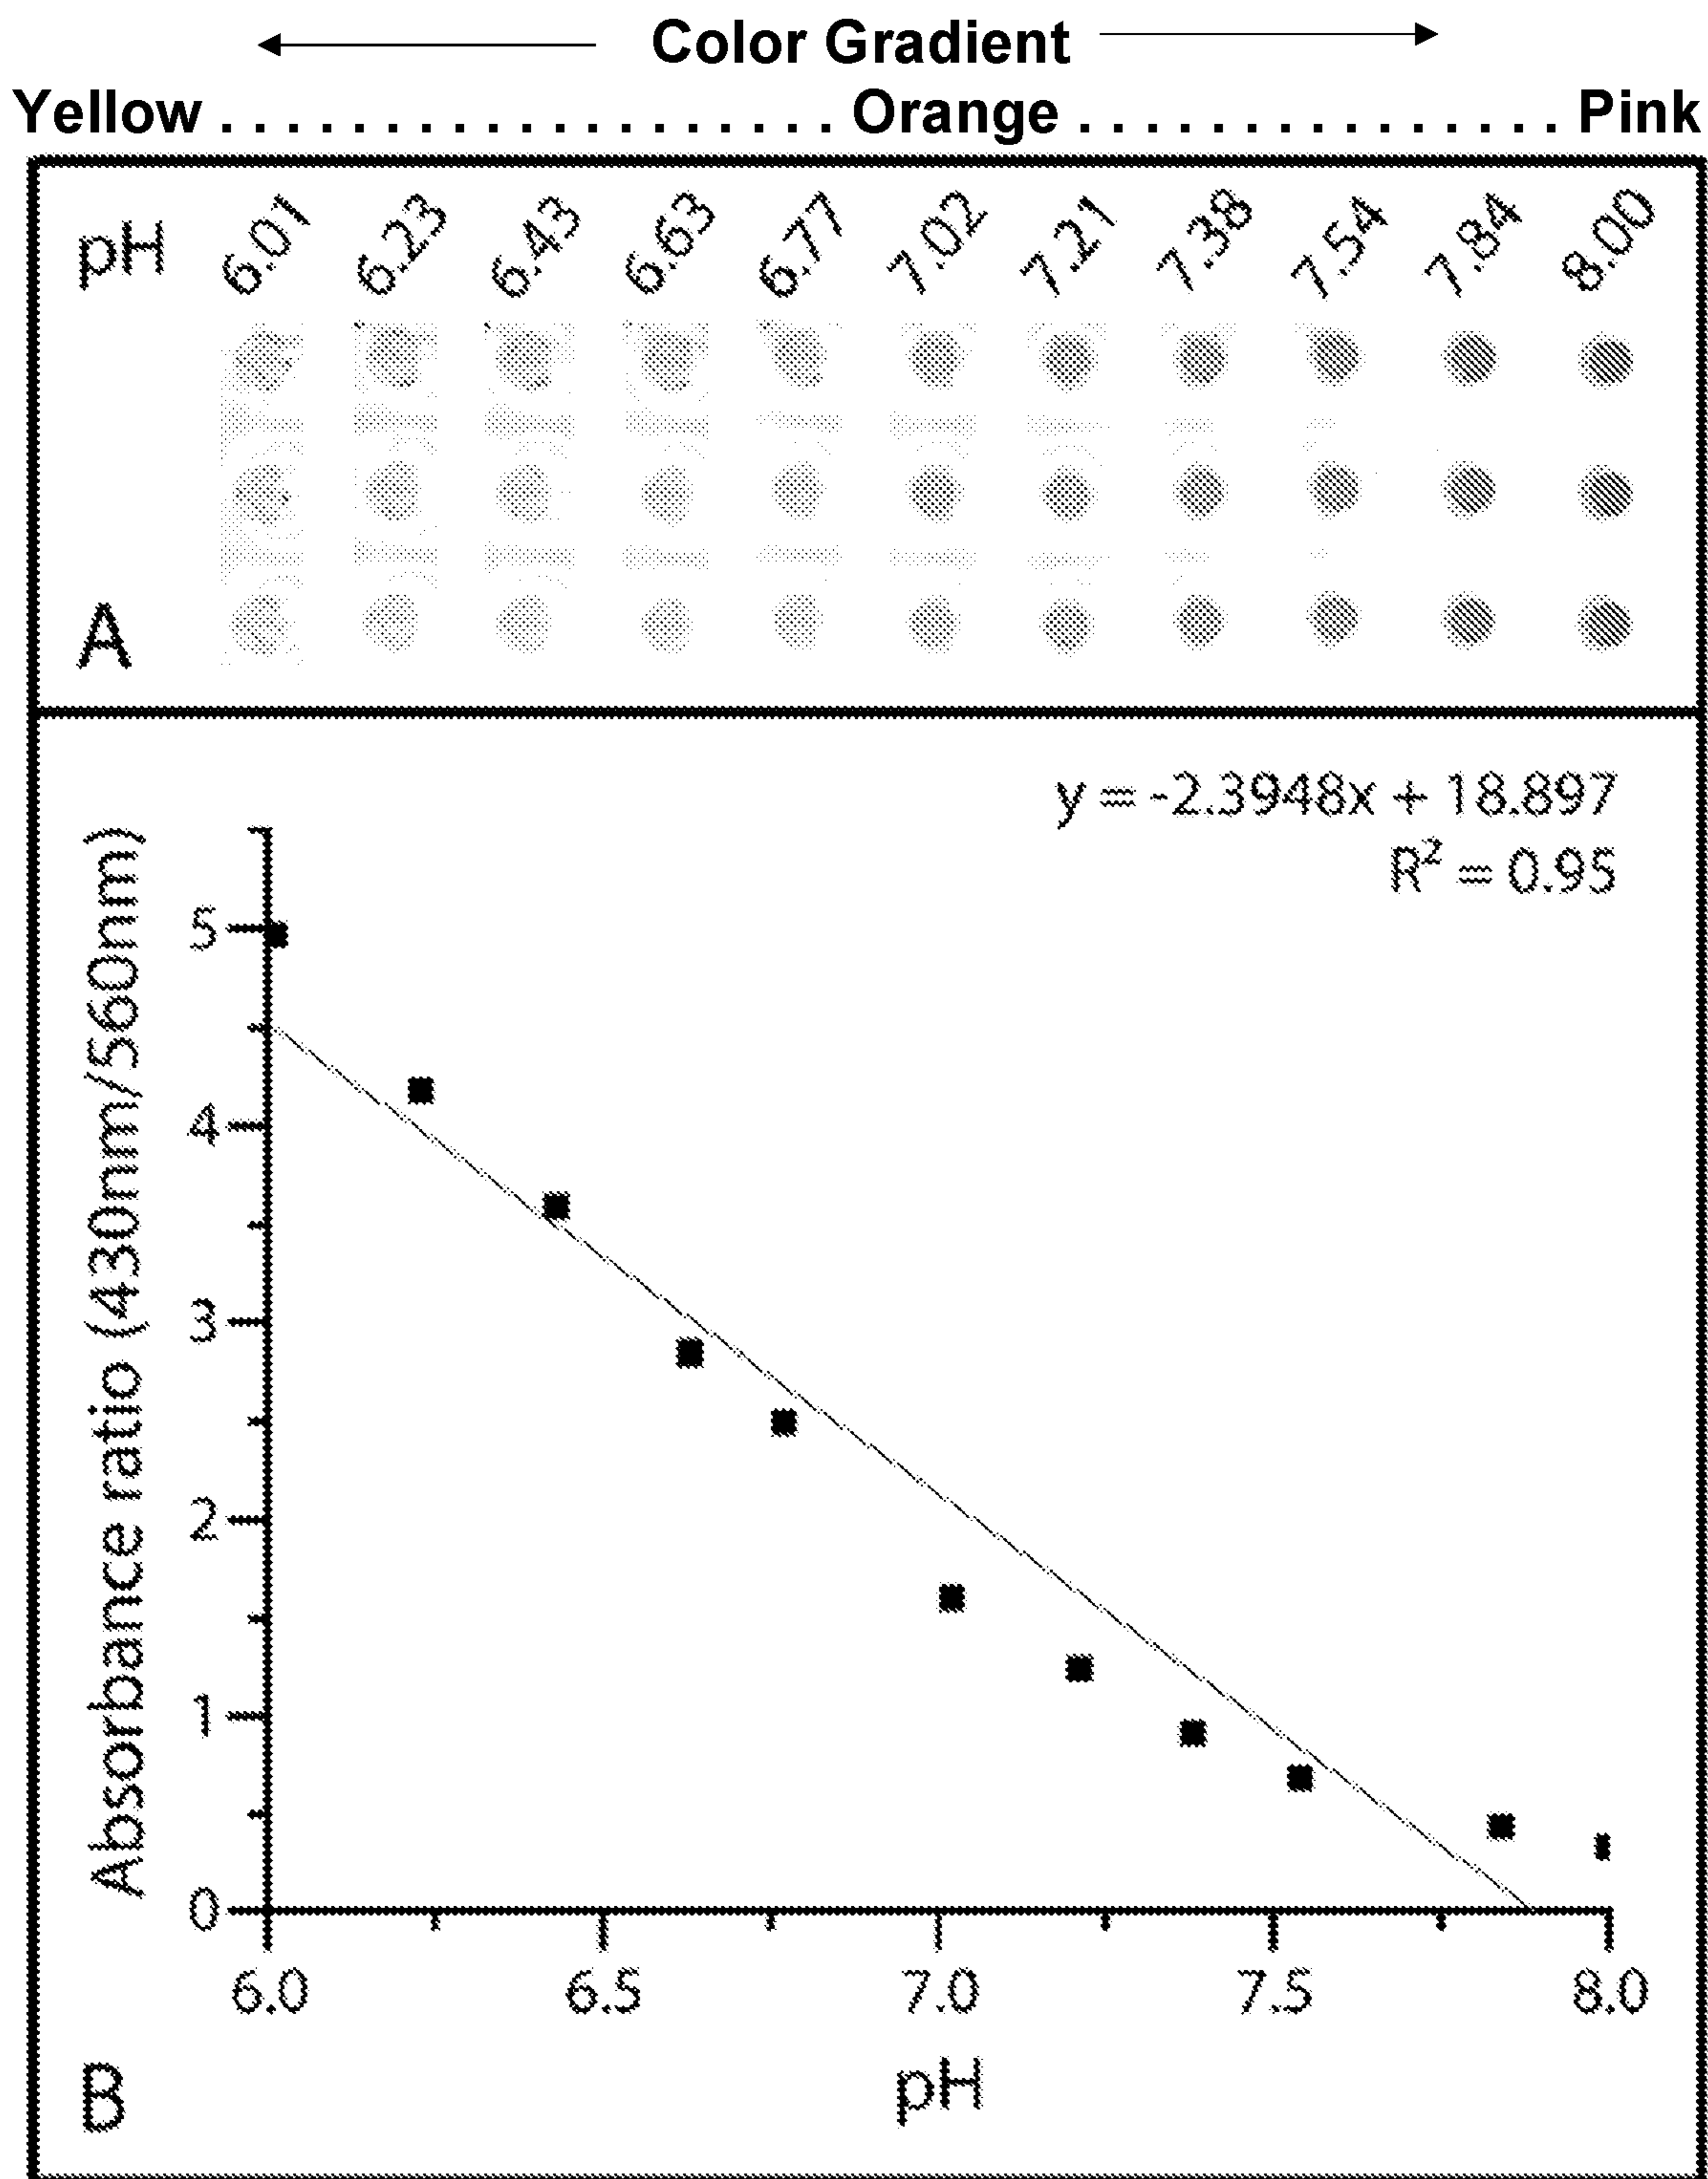 Color Gradient
Yellow . . . . . . . . . . . . . . . . . . . Orange . . . . . . . . . . . . . . . Pink
pH 6.01 6.23 6.43 6.63 6.77 7.02 7.21 7.38 7.54 7.84 8.00
A
y = -2.3948x + 18.897
R² = 0.95
Absorbance ratio (430nm/560nm)
5
4
3
2
1
0
6.0 6.5 7.0 7.5 8.0
pH
B